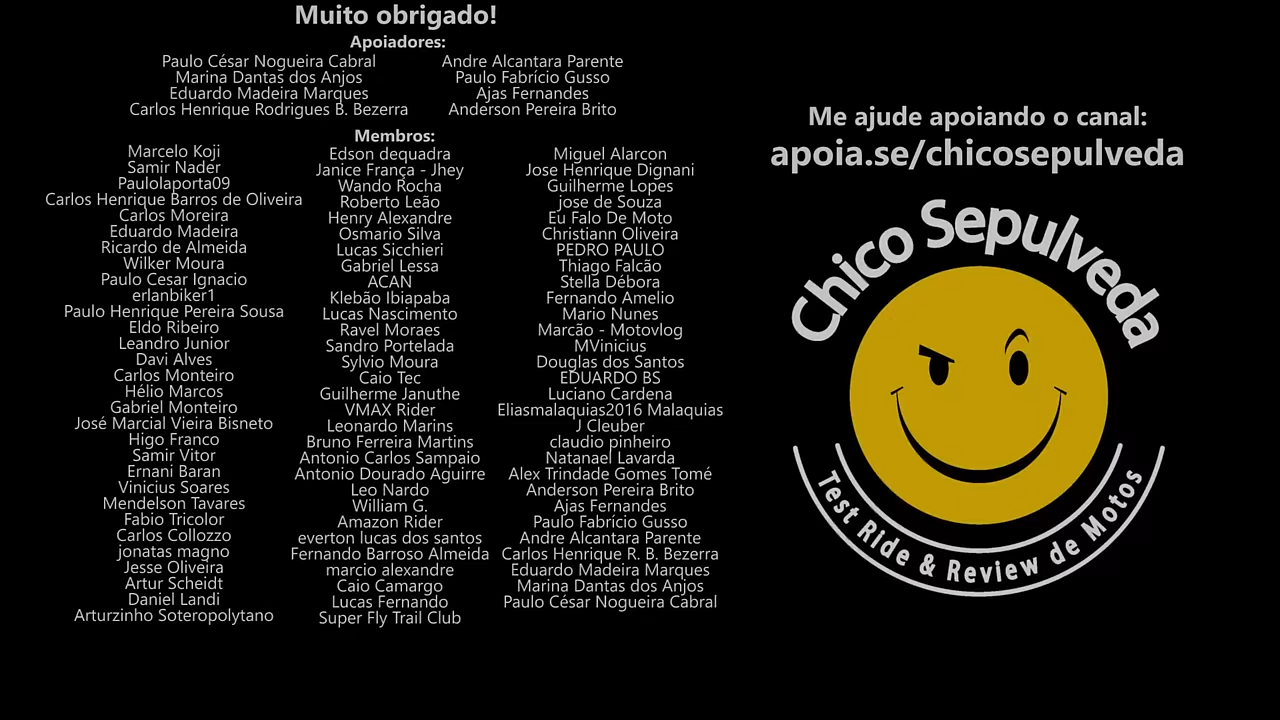 Muito obrigado!
Apoiadores:
Paulo César Nogueira Cabral
Marina Dantas dos Anjos
Eduardo Madeira Marques
Carlos Henrique Rodrigues B. Bezerra
Andre Alcantara Parente
Paulo Fabrício Gusso
Ajas Fernandes
Anderson Pereira Brito
Membros:
Marcelo Koji
Samir Nader
Paulolaporta09
Carlos Henrique Barros de Oliveira
Carlos Moreira
Eduardo Madeira
Ricardo de Almeida
Wilker Moura
Paulo Cesar Ignacio
erlanbiker1
Paulo Henrique Pereira Sousa
Eldo Ribeiro
Leandro Junior
Davi Alves
Carlos Monteiro
Hélio Marcos
Gabriel Monteiro
José Marcial Vieira Bisneto
Higo Franco
Samir Vitor
Ernani Baran
Vinicius Soares
Mendelson Tavares
Fabio Tricolor
Carlos Collozzo
jonatas magno
Jesse Oliveira
Artur Scheidt
Daniel Landi
Arturzinho Soteropolytano
Edson dequadra
Janice França - Jhey
Wando Rocha
Roberto Leão
Henry Alexandre
Osmario Silva
Lucas Sicchieri
Gabriel Lessa
ACAN
Klebão Ibiapaba
Lucas Nascimento
Ravel Moraes
Sandro Portelada
Sylvio Moura
Caio Tec
Guilherme Januthe
VMAX Rider
Leonardo Marins
Bruno Ferreira Martins
Antonio Carlos Sampaio
Antonio Dourado Aguirre
Leo Nardo
William G.
Amazon Rider
everton lucas dos santos
Fernando Barroso Almeida
marcio alexandre
Caio Camargo
Lucas Fernando
Super Fly Trail Club
Miguel Alarcon
Jose Henrique Dignani
Guilherme Lopes
jose de Souza
Eu Falo De Moto
Christiann Oliveira
PEDRO PAULO
Thiago Falcão
Stella Débora
Fernando Amelio
Mario Nunes
Marcão - Motovlog
MVinicius
Douglas dos Santos
EDUARDO BS
Luciano Cardena
Eliasmalaquias2016 Malaquias
J Cleuber
claudio pinheiro
Natanael Lavarda
Alex Trindade Gomes Tomé
Anderson Pereira Brito
Ajas Fernandes
Paulo Fabrício Gusso
Andre Alcantara Parente
Carlos Henrique R. B. Bezerra
Eduardo Madeira Marques
Marina Dantas dos Anjos
Paulo César Nogueira Cabral
Me ajude apoiando o canal:
apoia.se/chicosepulveda
Chico Sepulveda
Test Ride & Review de Motos